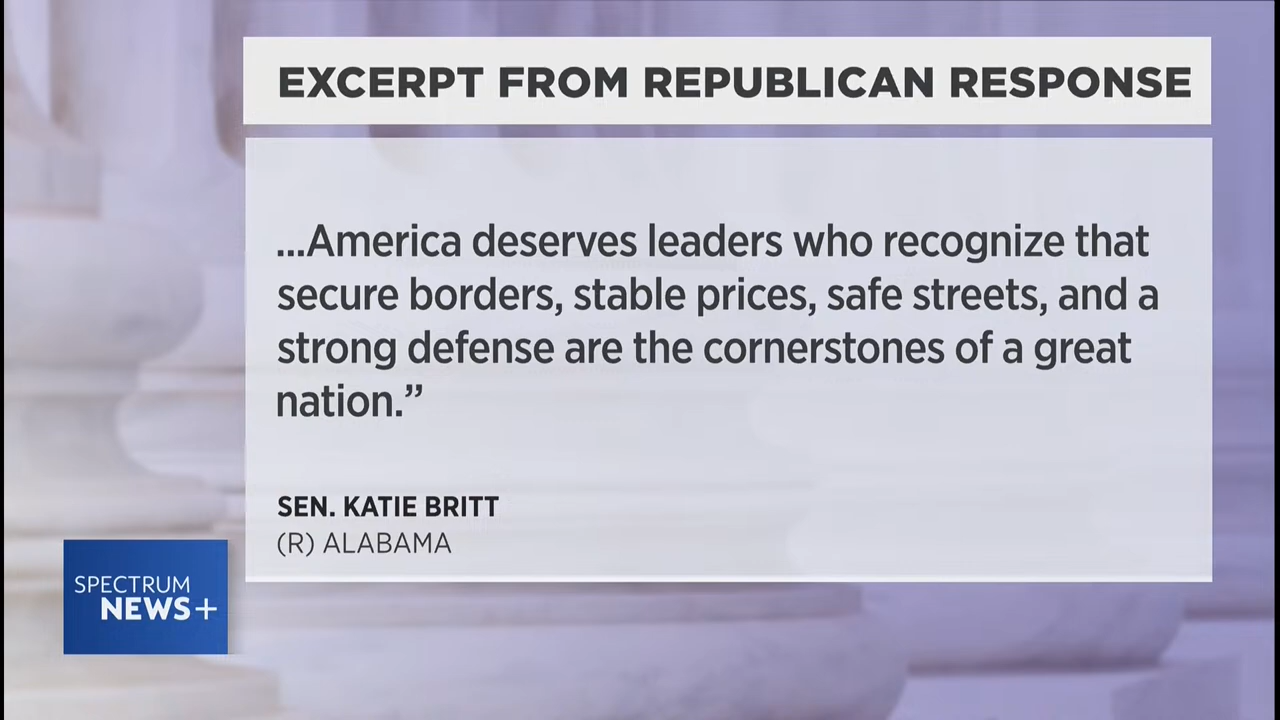 EXCERPT FROM REPUBLICAN RESPONSE
...America deserves leaders who recognize that
secure borders, stable prices, safe streets, and a
strong defense are the cornerstones of a great
nation.”
SEN. KATIE BRITT
(R) ALABAMA
SPECTRUM
NEWS+